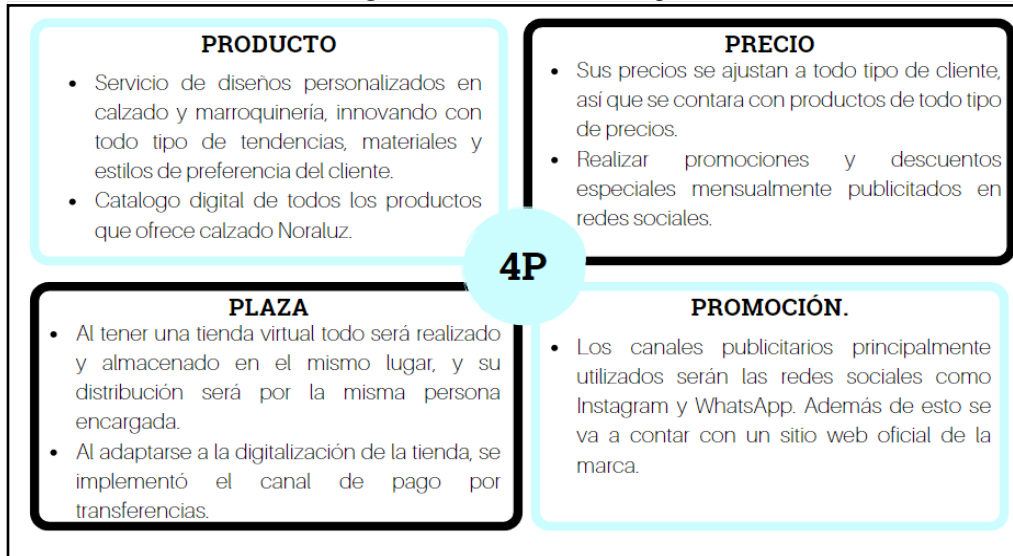 PRODUCTO
• Servicio de diseños personalizados en
calzado y marroquinería, innovando con
todo tipo de tendencias, materiales y
estilos de preferencia del cliente.
• Catalogo digital de todos los productos
que ofrece calzado Noraluz.
PRECIO
• Sus precios se ajustan a todo tipo de cliente,
así que se contara con productos de todo tipo
de precios.
• Realizar promociones y descuentos
especiales mensualmente publicitados en
redes sociales.
4P
PLAZA
• Al tener una tienda virtual todo será realizado
y almacenado en el mismo lugar, y su
distribución será por la misma persona
encargada.
• Al adaptarse a la digitalización de la tienda, se
implementó el canal de pago por
transferencias.
PROMOCIÓN.
• Los canales publicitarios principalmente
utilizados serán las redes sociales como
Instagram y WhatsApp. Además de esto se
va a contar con un sitio web oficial de la
marca.